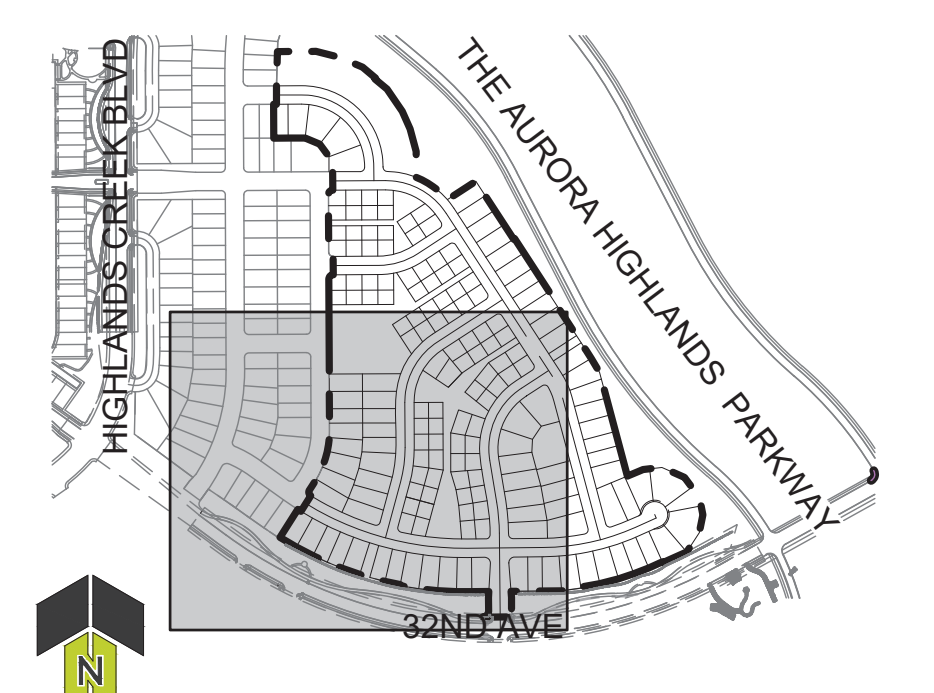 HIGHLANDS CREEK BLVD
THE AURORA HIGHLANDS PARKWAY
32ND AVE
N